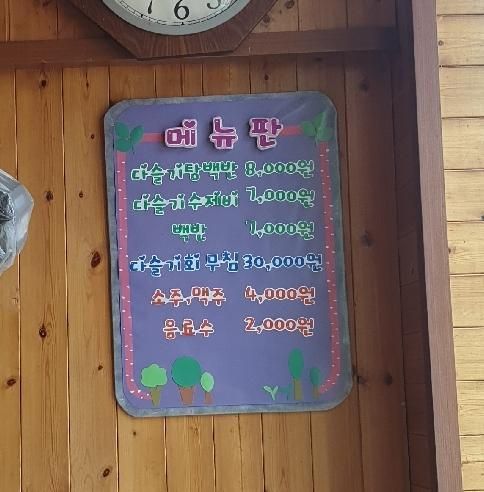 6
메뉴판
다슬기탕백반 8,000원
다슬기수제비 7,000원
백반 7,000원
다슬기회 무침 30,000원
소주,맥주 4,000원
음료수 2,000원